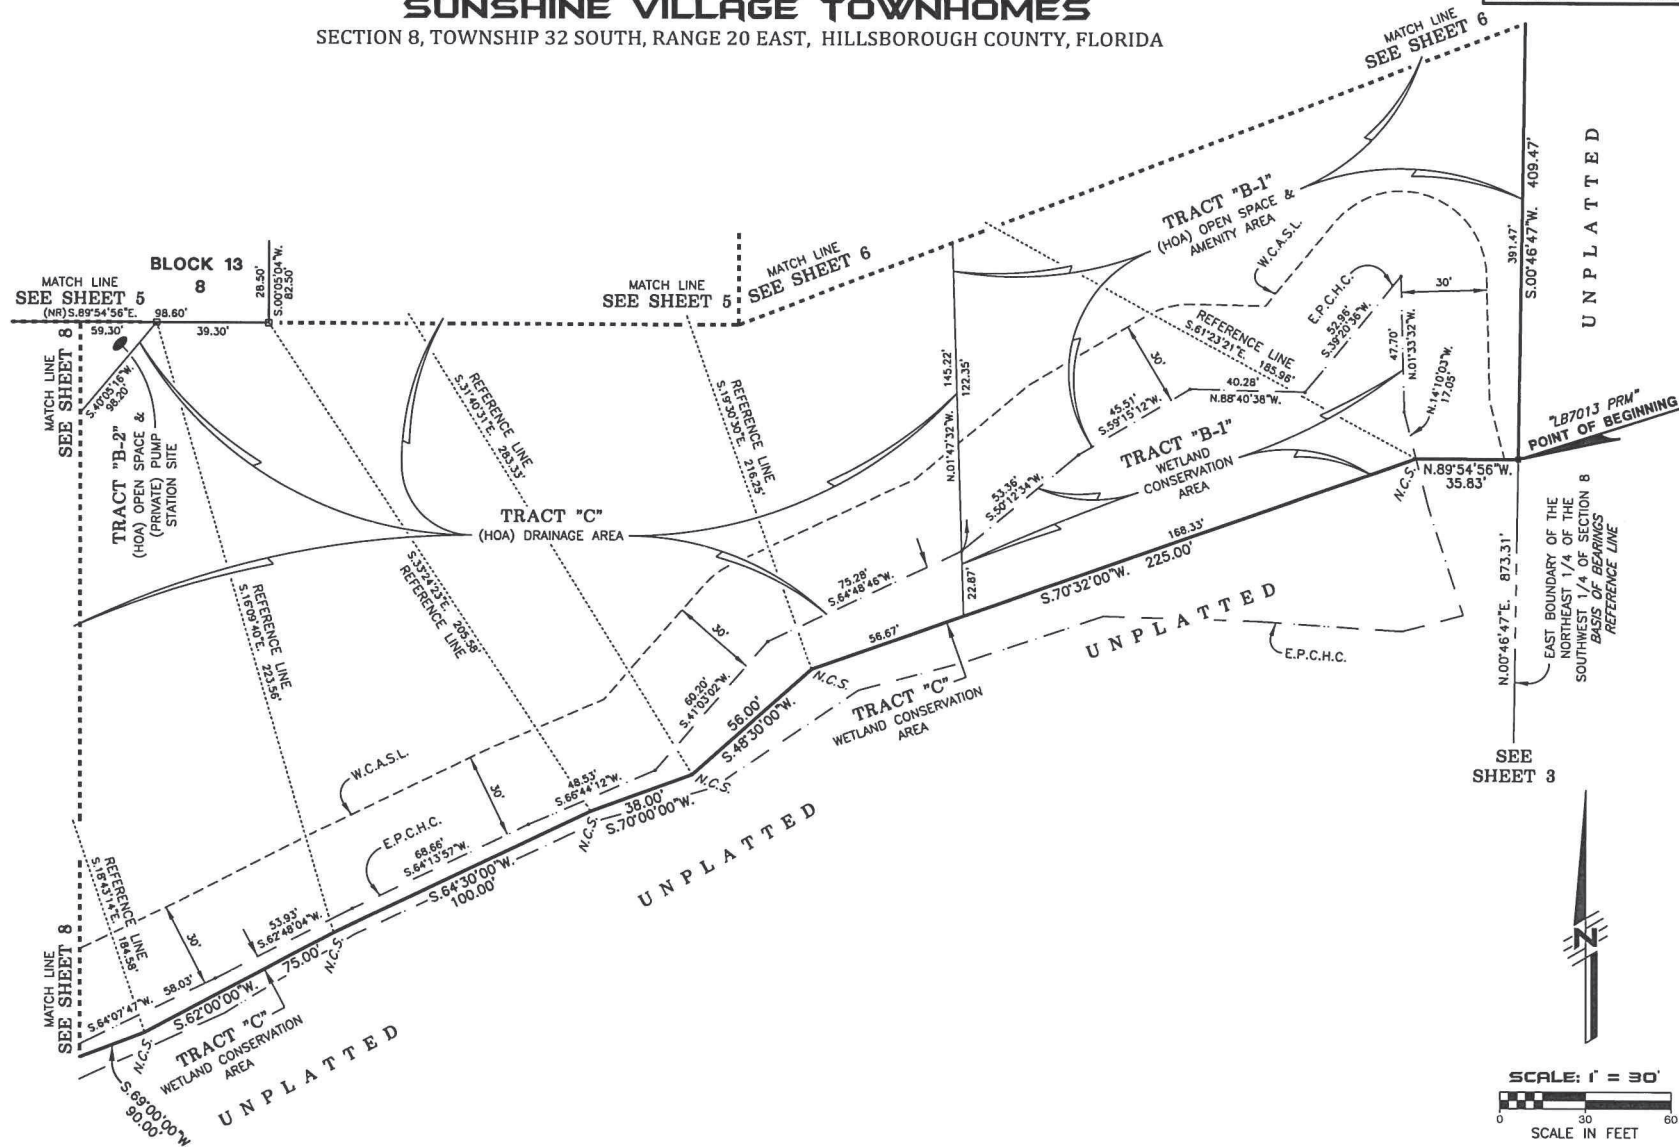 SUNSHINE VILLAGE TOWNHOMES
SECTION 8, TOWNSHIP 32 SOUTH, RANGE 20 EAST, HILLSBOROUGH COUNTY, FLORIDA
MATCH LINE
SEE SHEET 6
UNPLATTED
S.00°46'47"W. 409.47'
391.47'
TRACT "B-1"
(HOA) OPEN SPACE &
AMENITY AREA
W.C.A.S.L.
E.P.C.H.C.
52.96'
S.39°20'36"W.
30'
47.70'
N.01°33'32"W.
N.14°10'03"W.
17.05'
REFERENCE LINE
S.61°23'21"E. 185.96'
40.28'
N.88°40'38"W.
30'
45.51'
S.59°15'12"W.
"LB7013 PRM"
POINT OF BEGINNING
N.89°54'56"W.
35.83'
N.C.S.
TRACT "B-1"
WETLAND
CONSERVATION
AREA
53.36'
S.50°12'34"W.
BLOCK 13
8
28.50'
S.00°05'04"W.
82.50'
MATCH LINE
SEE SHEET 5
(NR)S.89°54'56"E. 98.60'
59.30'
39.30'
MATCH LINE
SEE SHEET 5
MATCH LINE
SEE SHEET 6
MATCH LINE
SEE SHEET 8
S.40°05'16"W.
98.20'
TRACT "B-2"
(HOA) OPEN SPACE &
(PRIVATE) PUMP
STATION SITE
REFERENCE LINE
S.31°40'31"E. 283.33'
REFERENCE LINE
S.19°30'30"E. 216.25'
145.22'
122.35'
N.01°47'32"W.
22.87'
TRACT "C"
(HOA) DRAINAGE AREA
S.33°24'23"E. 205.58'
REFERENCE LINE
REFERENCE LINE
S.16°09'40"E. 223.56'
75.28'
S.64°48'46"W.
168.33'
S.70°32'00"W. 225.00'
56.67'
UNPLATTED
E.P.C.H.C.
N.00°46'47"E. 873.31'
EAST BOUNDARY OF THE
NORTHEAST 1/4 OF THE
SOUTHWEST 1/4 OF SECTION 8
BASIS OF BEARINGS
REFERENCE LINE
SEE
SHEET 3
30'
60.20'
S.41°03'02"W.
N.C.S.
56.00'
S.48°30'00"W.
TRACT "C"
WETLAND CONSERVATION
AREA
W.C.A.S.L.
30'
48.53'
S.66°44'12"W.
38.00'
S.70°00'00"W.
N.C.S.
N.C.S.
UNPLATTED
E.P.C.H.C.
68.66'
S.64°13'57"W.
S.64°30'00"W.
100.00'
REFERENCE LINE
S.18°43'14"E. 184.58'
30'
53.93'
S.62°48'04"W.
75.00'
N.C.S.
MATCH LINE
SEE SHEET 8
S.64°07'47"W. 58.03'
S.62°00'00"W.
N.C.S.
TRACT "C"
WETLAND CONSERVATION
AREA
S.69°00'00"W
90.00'
UNPLATTED
N
SCALE: 1" = 30'
0 30 60
SCALE IN FEET